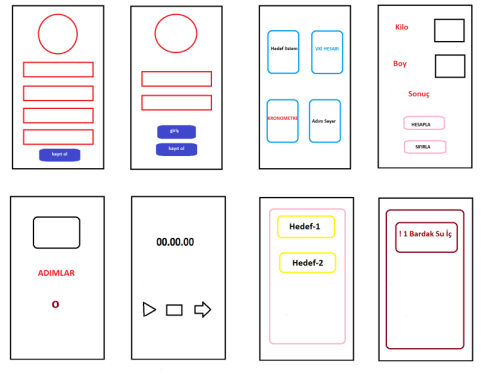 kayıt ol
giriş
kayıt ol
Hedef listem
VKİ HESABI
KRONOMETRE
Adım Sayar
Kilo
Boy
Sonuç
HESAPLA
SIFIRLA
ADIMLAR
0
00.00.00
Hedef-1
Hedef-2
! 1 Bardak Su İç